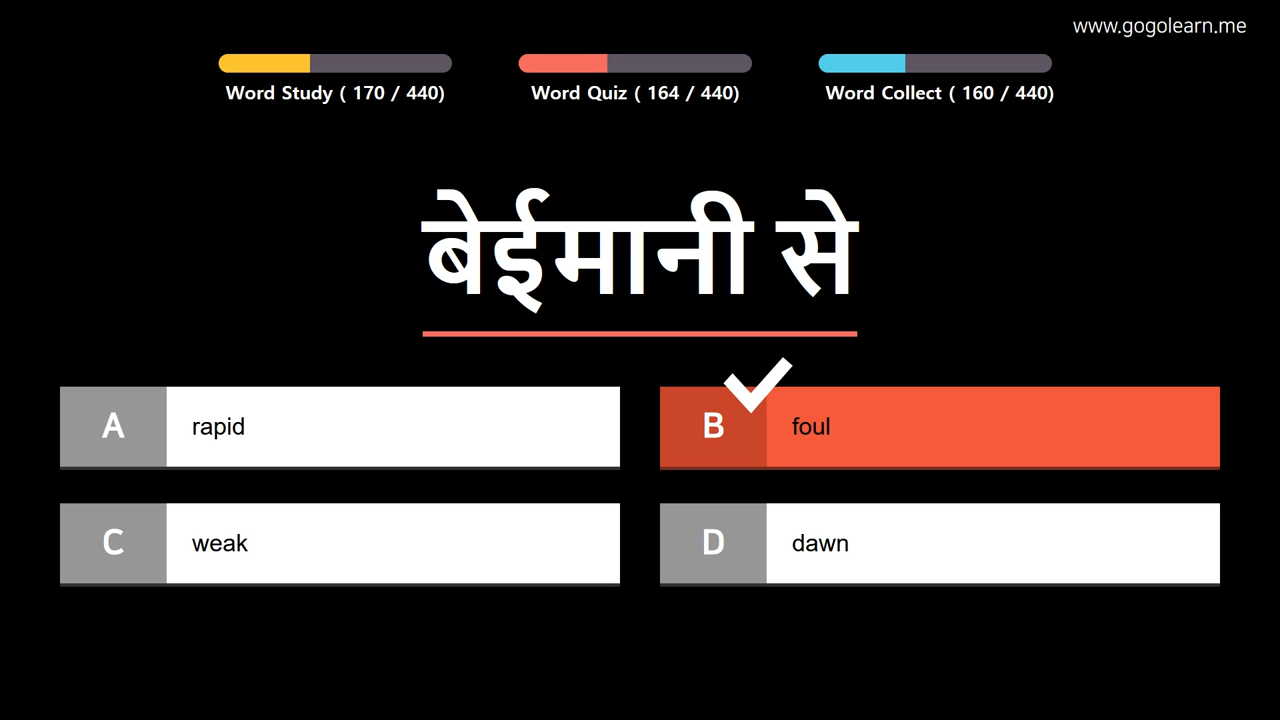 www.gogolearn.me
Word Study ( 170 / 440)
Word Quiz ( 164 / 440)
Word Collect ( 160 / 440)
बेईमानी से
A rapid
B foul
C weak
D dawn